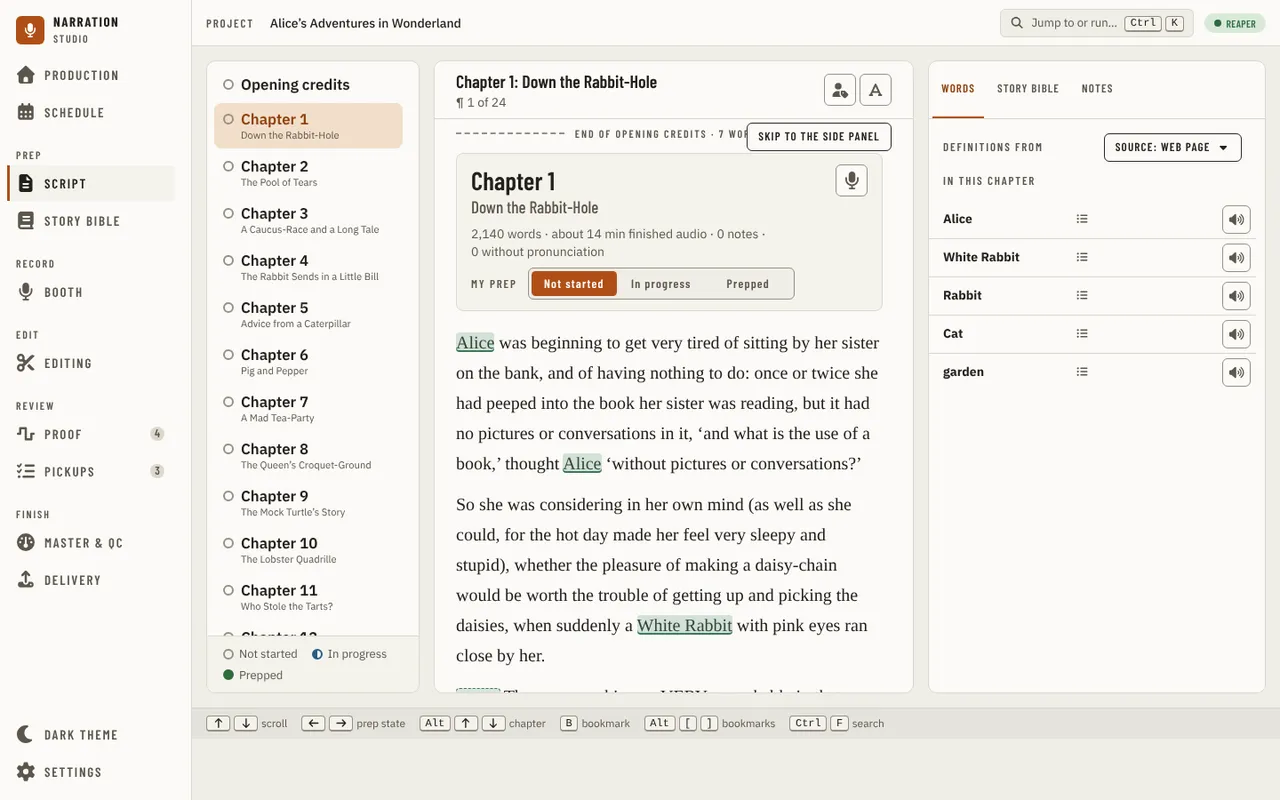 NARRATION
STUDIO
PRODUCTION
SCHEDULE
PREP
SCRIPT
STORY BIBLE
RECORD
BOOTH
EDIT
EDITING
REVIEW
PROOF 4
PICKUPS 3
FINISH
MASTER & QC
DELIVERY
DARK THEME
SETTINGS
PROJECT Alice’s Adventures in Wonderland
Jump to or run... Ctrl K
REAPER
Opening credits
Chapter 1
Down the Rabbit-Hole
Chapter 2
The Pool of Tears
Chapter 3
A Caucus-Race and a Long Tale
Chapter 4
The Rabbit Sends in a Little Bill
Chapter 5
Advice from a Caterpillar
Chapter 6
Pig and Pepper
Chapter 7
A Mad Tea-Party
Chapter 8
The Queen’s Croquet-Ground
Chapter 9
The Mock Turtle’s Story
Chapter 10
The Lobster Quadrille
Chapter 11
Who Stole the Tarts?
Not started In progress
Prepped
Chapter 1: Down the Rabbit-Hole
¶ 1 of 24
END OF OPENING CREDITS · 7
SKIP TO THE SIDE PANEL
Chapter 1
Down the Rabbit-Hole
2,140 words · about 14 min finished audio · 0 notes ·
0 without pronunciation
MY PREP Not started In progress Prepped
Alice was beginning to get very tired of sitting by her sister
on the bank, and of having nothing to do: once or twice she
had peeped into the book her sister was reading, but it had
no pictures or conversations in it, ‘and what is the use of a
book,’ thought Alice ‘without pictures or conversations?’
So she was considering in her own mind (as well as she
could, for the hot day made her feel very sleepy and
stupid), whether the pleasure of making a daisy-chain
would be worth the trouble of getting up and picking the
daisies, when suddenly a White Rabbit with pink eyes ran
close by her.
WORDS STORY BIBLE NOTES
DEFINITIONS FROM SOURCE: WEB PAGE
IN THIS CHAPTER
Alice
White Rabbit
Rabbit
Cat
garden
↑ ↓ scroll ← → prep state Alt ↑ ↓ chapter B bookmark Alt [ ] bookmarks Ctrl F search